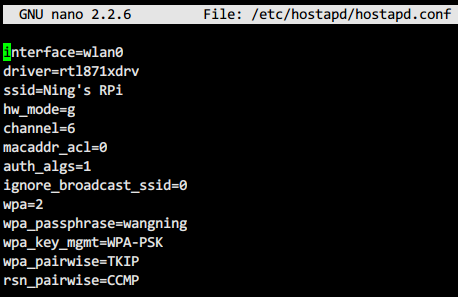 GNU nano 2.2.6 File: /etc/hostapd/hostapd.conf
interface=wlan0
driver=rtl871xdrv
ssid=Ning's RPi
hw_mode=g
channel=6
macaddr_acl=0
auth_algs=1
ignore_broadcast_ssid=0
wpa=2
wpa_passphrase=wangning
wpa_key_mgmt=WPA-PSK
wpa_pairwise=TKIP
rsn_pairwise=CCMP